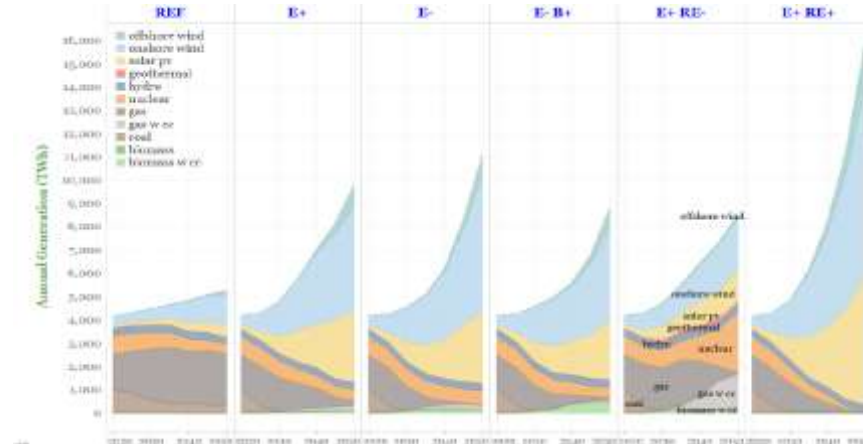 REF E+ E- E- B+ E+ RE- E+ RE+
offshore wind
onshore wind
solar pv
geothermal
hydro
nuclear
gas
gas w cc
coal
biomass
biomass w cc
Annual Generation (TWh)
16,000
15,000
14,000
13,000
12,000
11,000
10,000
9,000
8,000
7,000
6,000
5,000
4,000
3,000
2,000
1,000
0
offshore wind
onshore wind
solar pv
geothermal
hydro
nuclear
gas
gas w cc
coal